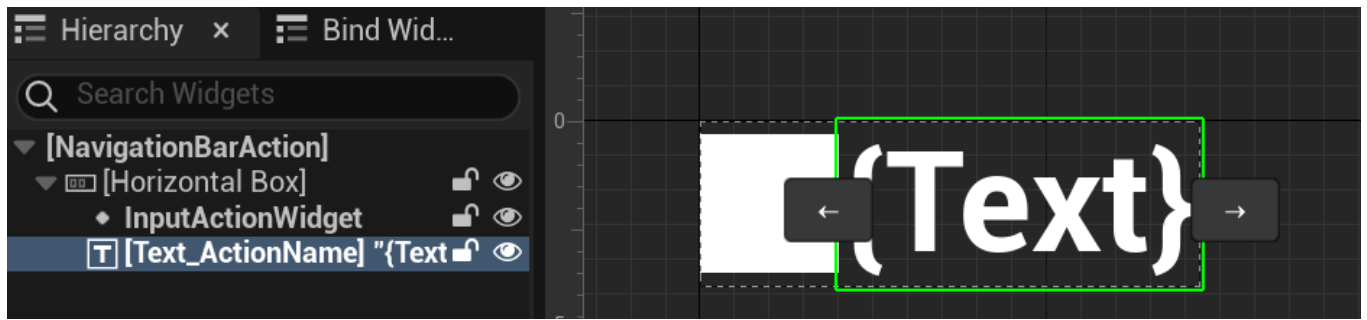 Hierarchy × Bind Wid...
Search Widgets
[NavigationBarAction]
[Horizontal Box]
InputActionWidget
T [Text_ActionName] "{Text
0
{Text}
← →